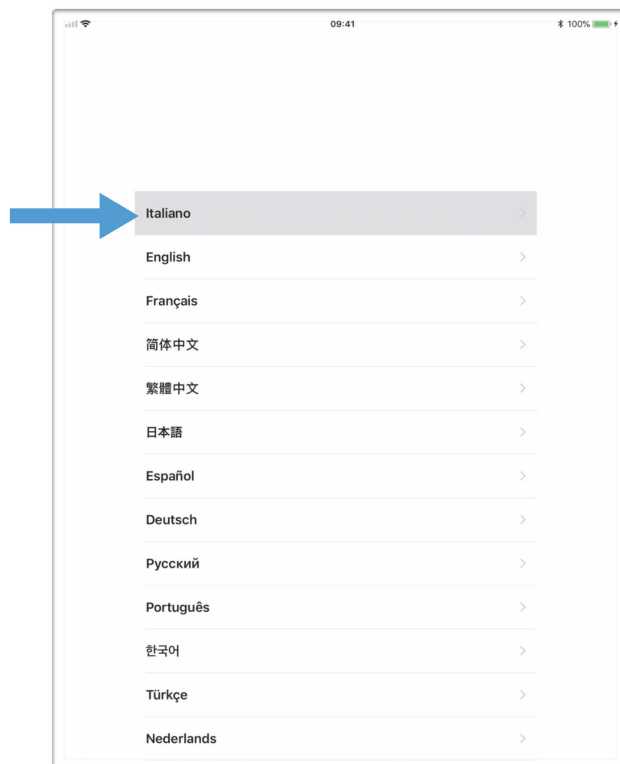 09:41
100%
Italiano
English
Français
简体中文
繁體中文
日本語
Español
Deutsch
Русский
Português
한국어
Türkçe
Nederlands